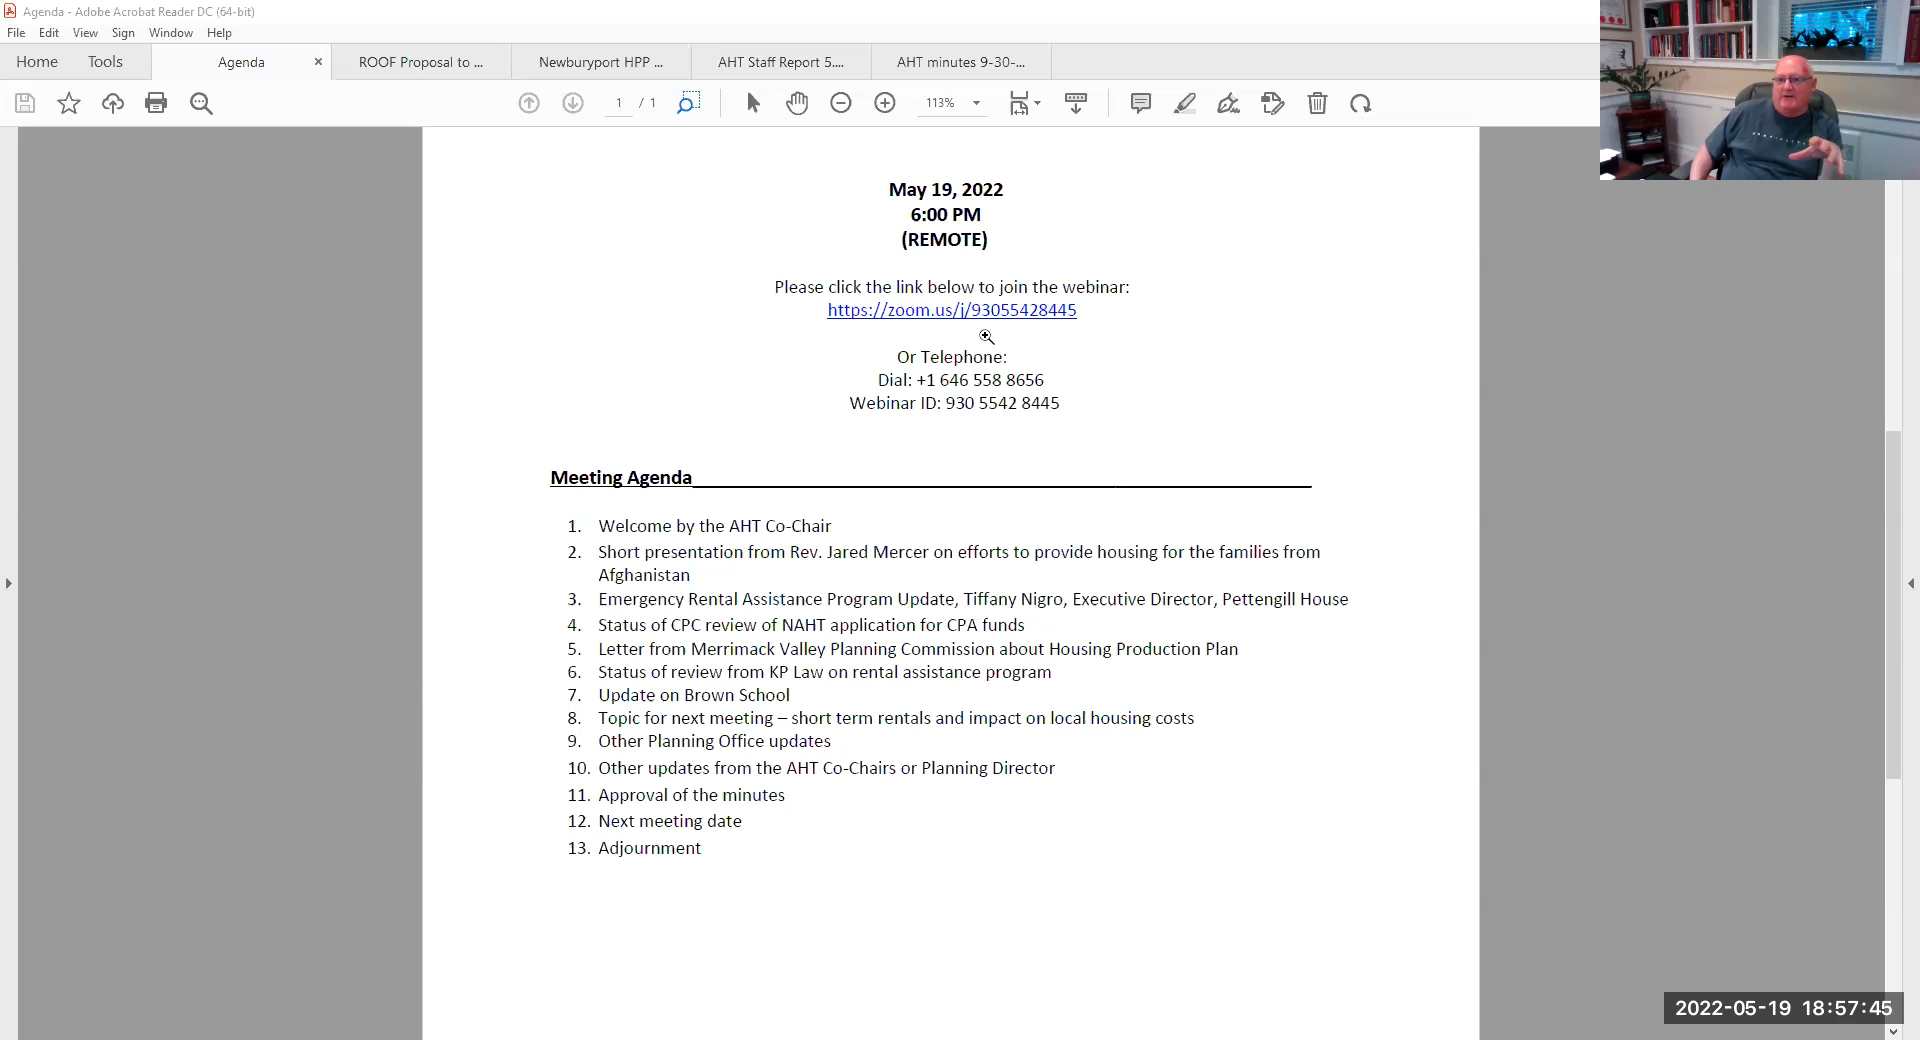 Agenda - Adobe Acrobat Reader DC (64-bit)
File Edit View Sign Window Help
Home Tools Agenda × ROOF Proposal to ... Newburyport HPP ... AHT Staff Report 5.... AHT minutes 9-30-...
1 / 1 113%
May 19, 2022
6:00 PM
(REMOTE)
Please click the link below to join the webinar:
https://zoom.us/j/93055428445
Or Telephone:
Dial: +1 646 558 8656
Webinar ID: 930 5542 8445
Meeting Agenda
1. Welcome by the AHT Co-Chair
2. Short presentation from Rev. Jared Mercer on efforts to provide housing for the families from
Afghanistan
3. Emergency Rental Assistance Program Update, Tiffany Nigro, Executive Director, Pettengill House
4. Status of CPC review of NAHT application for CPA funds
5. Letter from Merrimack Valley Planning Commission about Housing Production Plan
6. Status of review from KP Law on rental assistance program
7. Update on Brown School
8. Topic for next meeting – short term rentals and impact on local housing costs
9. Other Planning Office updates
10. Other updates from the AHT Co-Chairs or Planning Director
11. Approval of the minutes
12. Next meeting date
13. Adjournment
2022-05-19 18:57:45